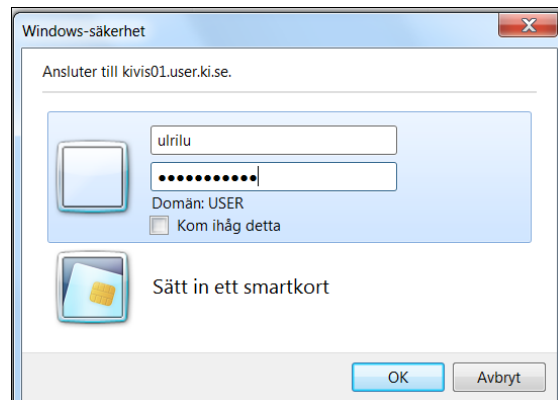 Windows-säkerhet
Ansluter till kivis01.user.ki.se.
ulrilu
●●●●●●●●●●●
Domän: USER
Kom ihåg detta
Sätt in ett smartkort
OK
Avbryt